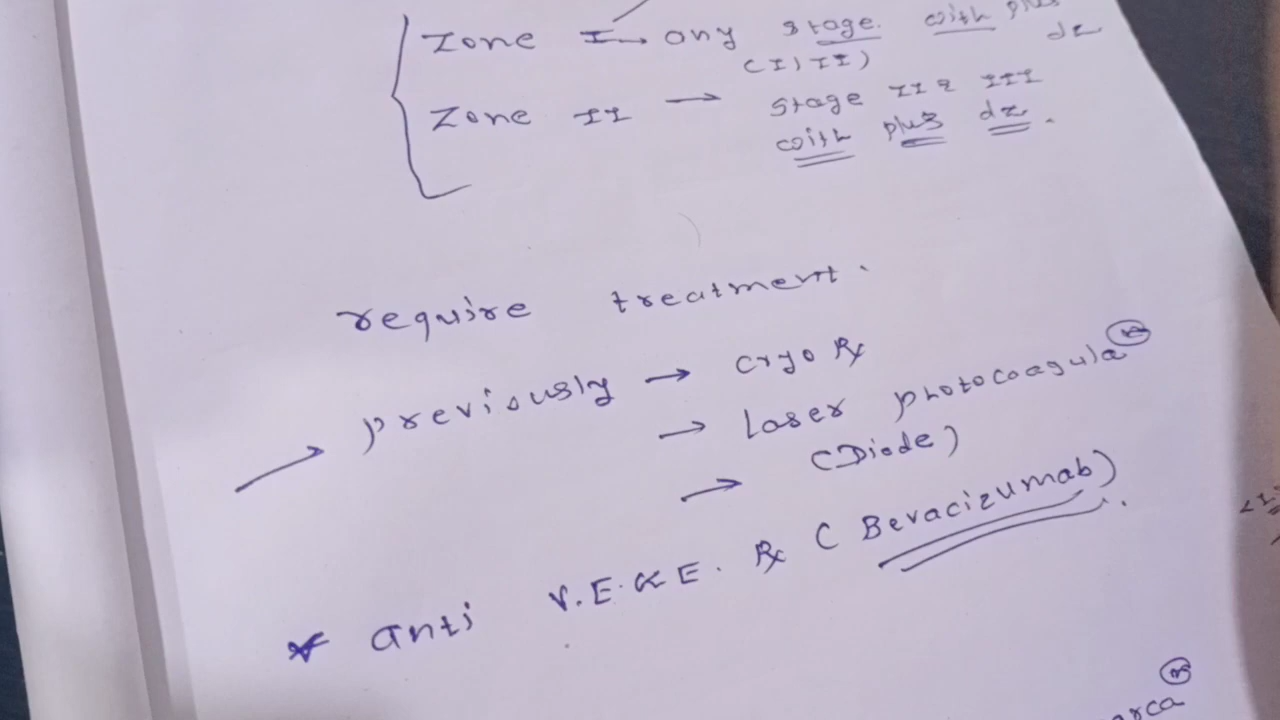 Zone I any stage with plus dz
(I, II)
Zone II → stage II & III
with plus dz.
require treatment.
→ previously → cryo Rx
→ Laser photocoagula(tn)
(Diode)
→
* anti V.E.G.E. Rx (Bevacizumab).